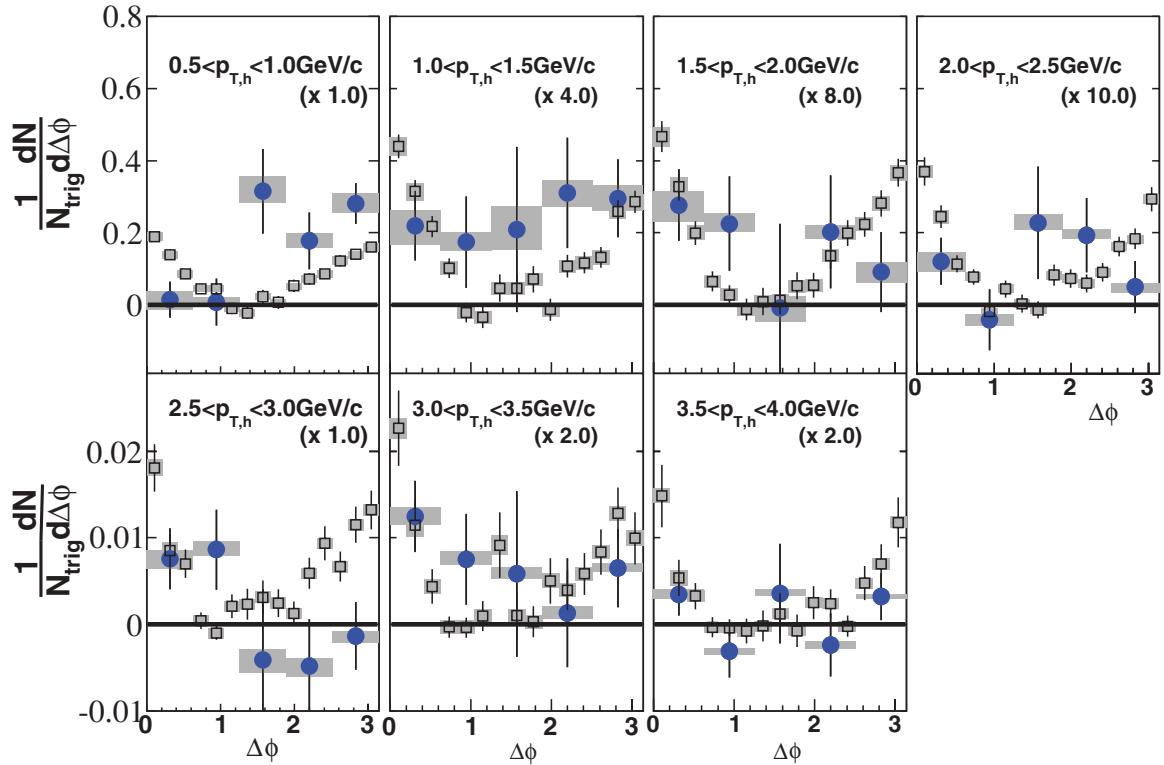 0.8
0.6
0.4
0.2
0
1 dN
N_trig dΔϕ
0.5<p_T,h<1.0GeV/c
(x 1.0)
1.0<p_T,h<1.5GeV/c
(x 4.0)
1.5<p_T,h<2.0GeV/c
(x 8.0)
2.0<p_T,h<2.5GeV/c
(x 10.0)
0 1 2 3
Δϕ
0.02
0.01
0
-0.01
1 dN
N_trig dΔϕ
2.5<p_T,h<3.0GeV/c
(x 1.0)
3.0<p_T,h<3.5GeV/c
(x 2.0)
3.5<p_T,h<4.0GeV/c
(x 2.0)
0 1 2 3
Δϕ
0 1 2 3
Δϕ
0 1 2 3
Δϕ